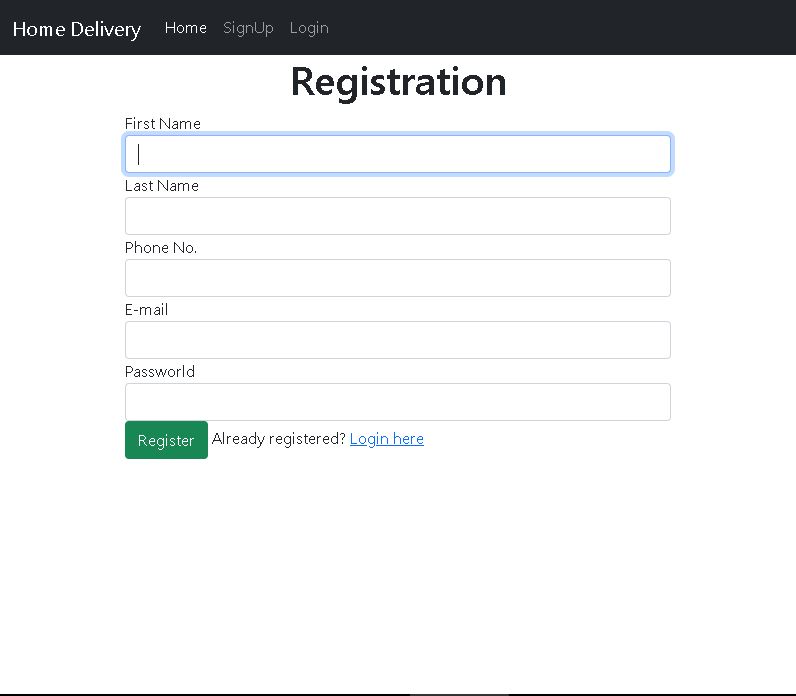 Home Delivery Home SignUp Login
Registration
First Name
Last Name
Phone No.
E-mail
Passworld
Register Already registered? Login here